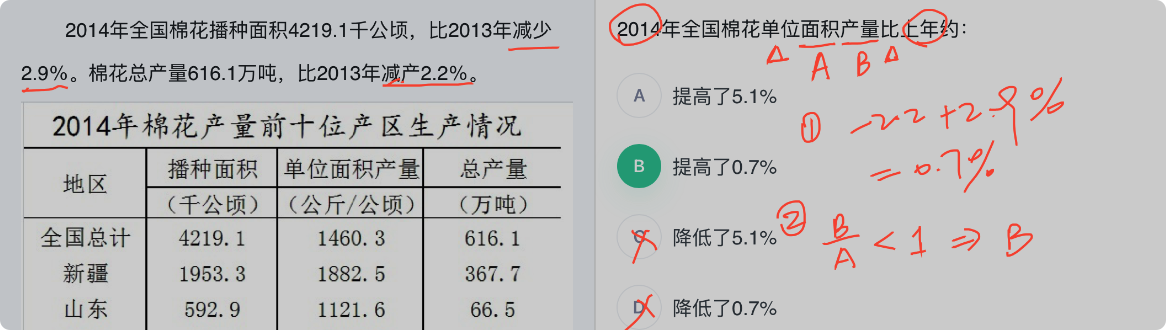 2014年全国棉花播种面积4219.1千公顷，比2013年减少
2.9%。棉花总产量616.1万吨，比2013年减产2.2%。
2014年棉花产量前十位产区生产情况
地区 播种面积 单位面积产量 总产量
（千公顷） （公斤/公顷） （万吨）
全国总计 4219.1 1460.3 616.1
新疆 1953.3 1882.5 367.7
山东 592.9 1121.6 66.5
2014年全国棉花单位面积产量比上年约：
Δ A B Δ
A 提高了5.1%
① -2.2+2.9%
B 提高了0.7%
=0.7%
C 降低了5.1%
② B/A<1⇒B
D 降低了0.7%